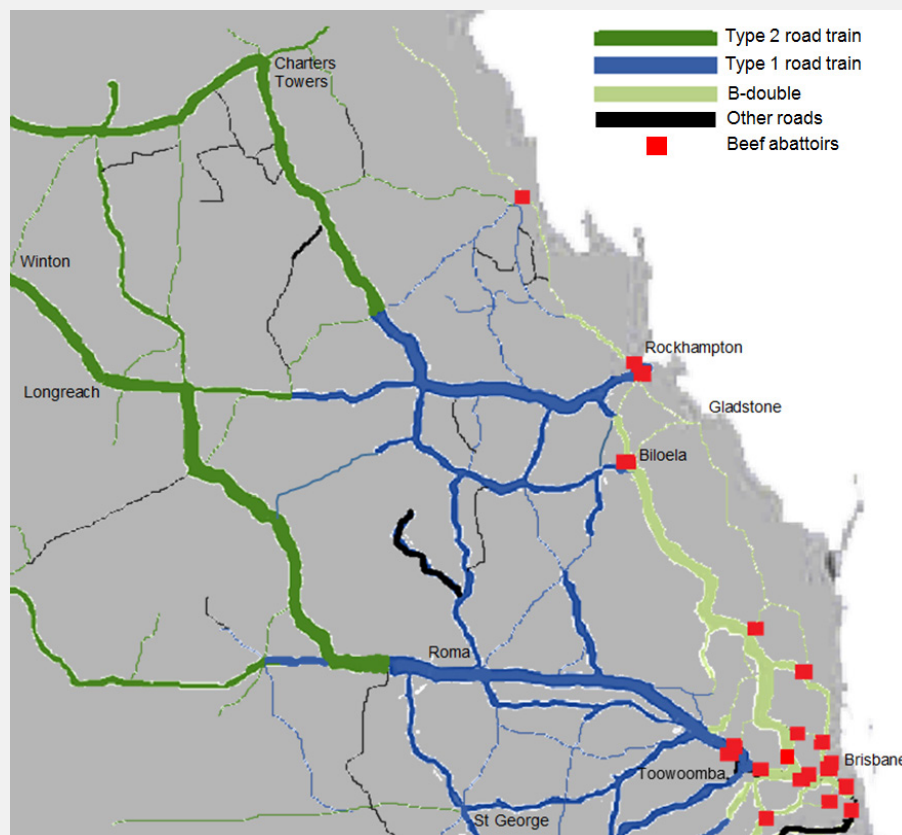 Type 2 road train
Type 1 road train
B-double
Other roads
Beef abattoirs
Charters
Towers
Winton
Longreach
Rockhampton
Gladstone
Biloela
Roma
Toowoomba
Brisbane
St George